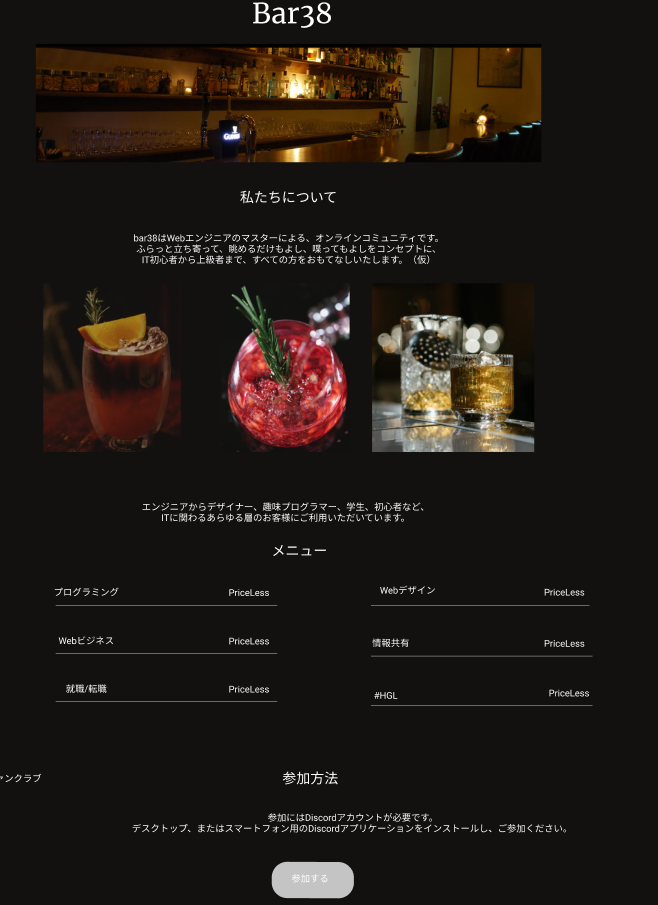 Bar38
GUINNESS
私たちについて
bar38はWebエンジニアのマスターによる、オンラインコミュニティです。
ふらっと立ち寄って、眺めるだけもよし、喋ってもよしをコンセプトに、
IT初心者から上級者まで、すべての方をおもてなしいたします。（仮）
エンジニアからデザイナー、趣味プログラマー、学生、初心者など、
ITに関わるあらゆる層のお客様にご利用いただいています。
メニュー
プログラミング PriceLess
Webデザイン PriceLess
Webビジネス PriceLess
情報共有 PriceLess
就職/転職 PriceLess
#HGL PriceLess
ァンクラブ
参加方法
参加にはDiscordアカウントが必要です。
デスクトップ、またはスマートフォン用のDiscordアプリケーションをインストールし、ご参加ください。
参加する